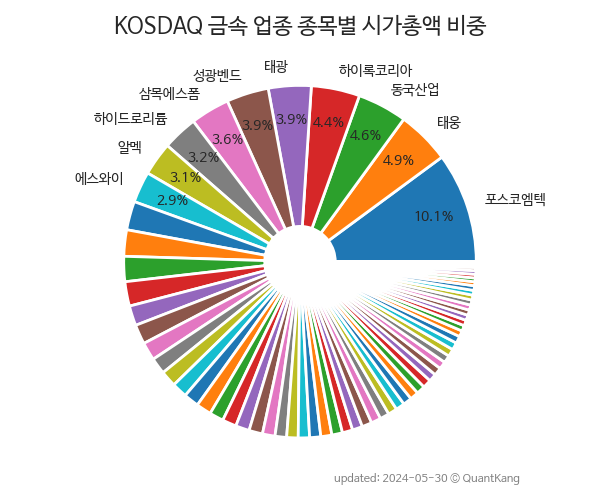 KOSDAQ 금속 업종 종목별 시가총액 비중
포스코엠텍
10.1%
태웅
4.9%
동국산업
4.6%
하이록코리아
4.4%
태광
3.9%
성광벤드
3.9%
삼목에스폼
3.6%
하이드로리튬
3.2%
알멕
3.1%
에스와이
2.9%
updated: 2024-05-30 © QuantKang